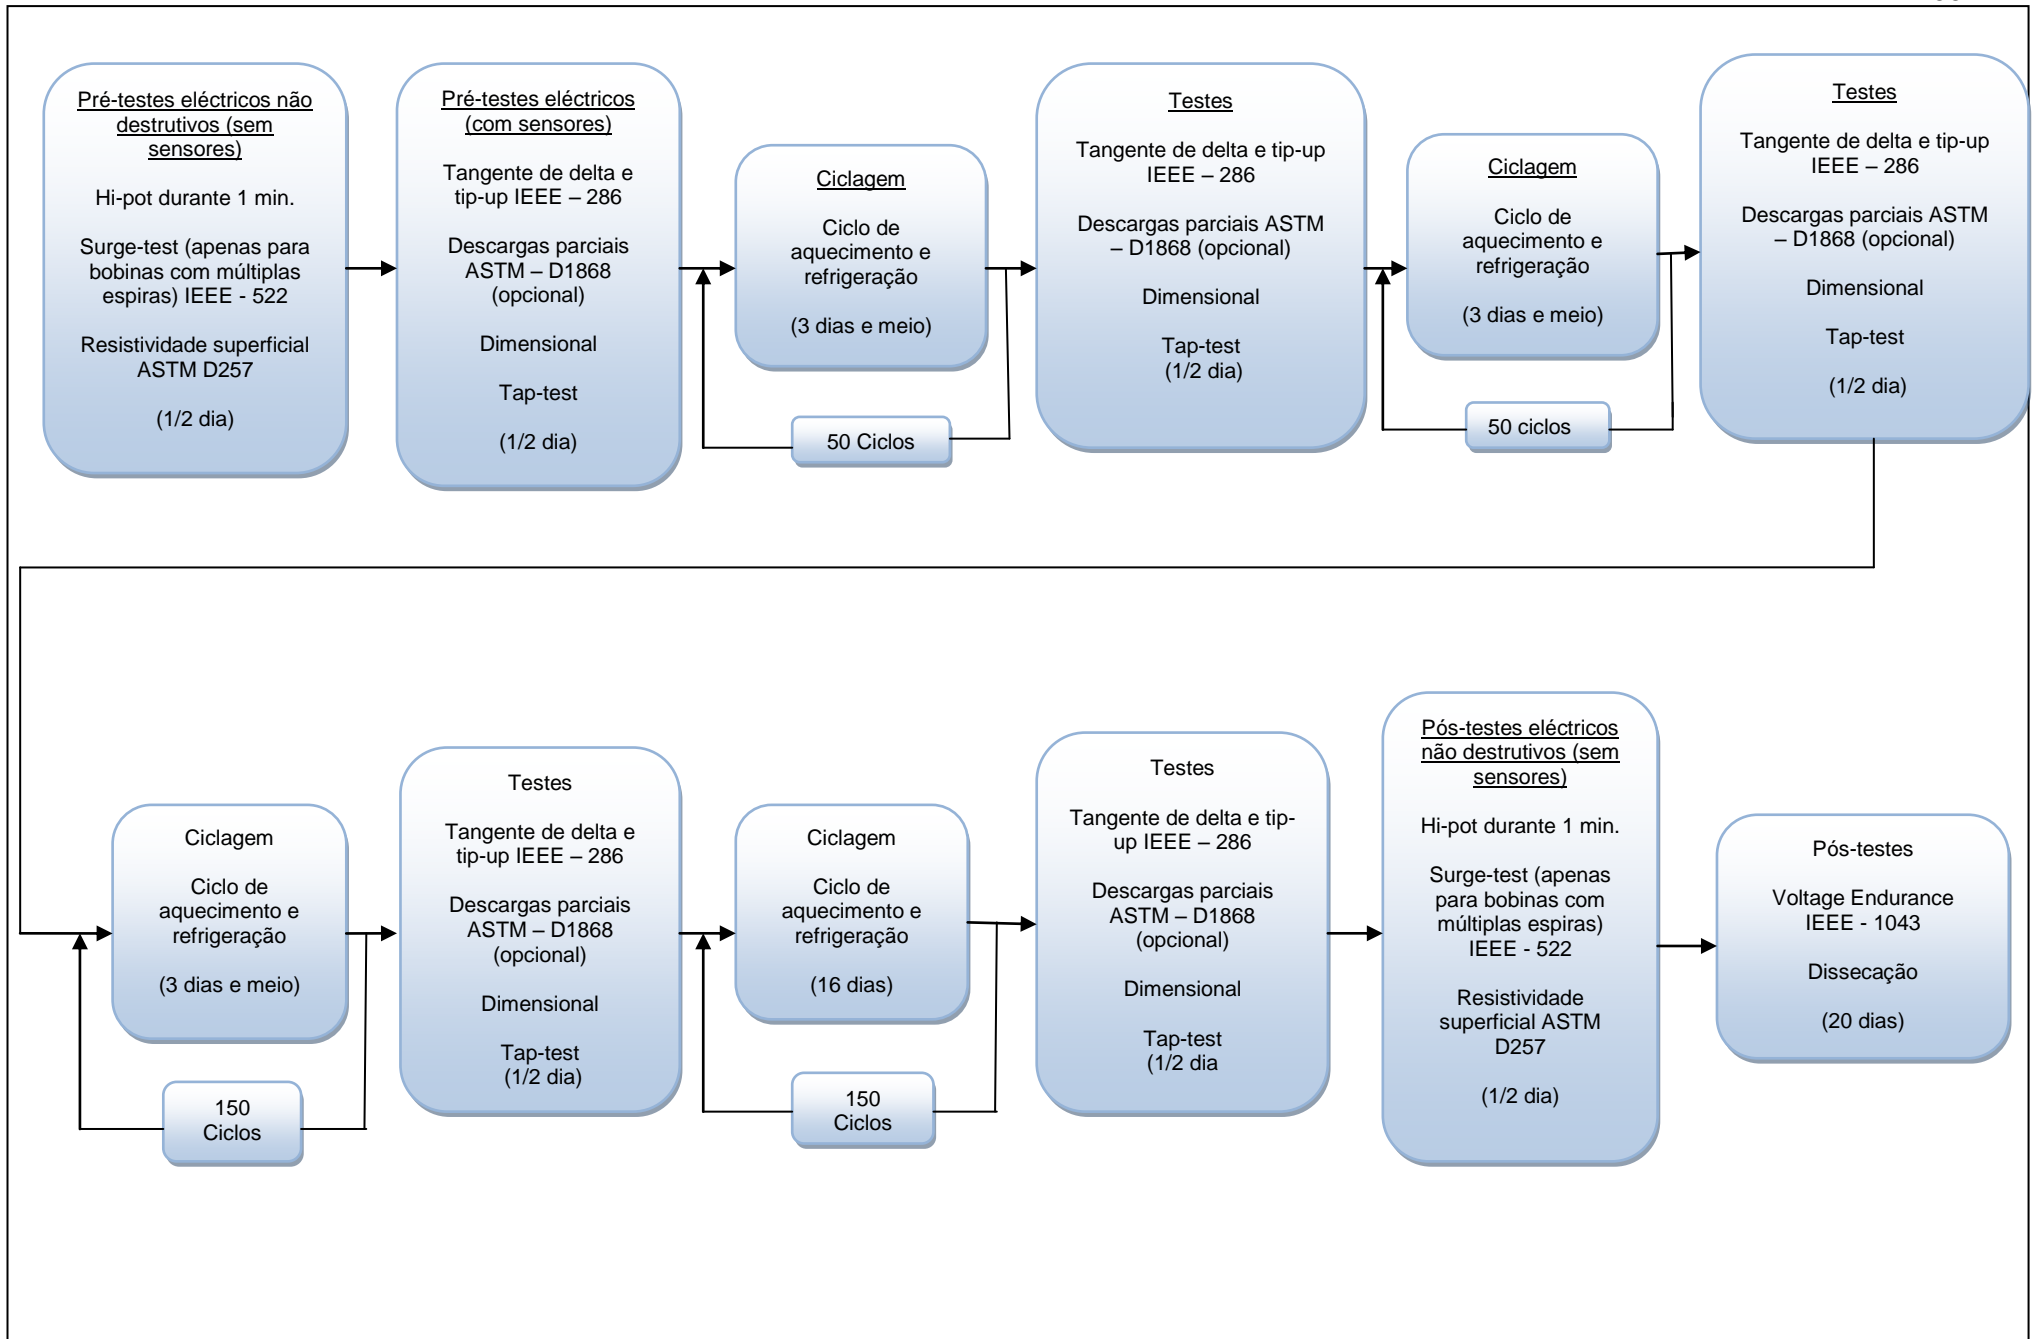 Pré-testes eléctricos não
destrutivos (sem
sensores)
Hi-pot durante 1 min.
Surge-test (apenas para
bobinas com múltiplas
espiras) IEEE - 522
Resistividade superficial
ASTM D257
(1/2 dia)
Pré-testes eléctricos
(com sensores)
Tangente de delta e
tip-up IEEE – 286
Descargas parciais
ASTM – D1868
(opcional)
Dimensional
Tap-test
(1/2 dia)
Ciclagem
Ciclo de
aquecimento e
refrigeração
(3 dias e meio)
50 Ciclos
Testes
Tangente de delta e tip-up
IEEE – 286
Descargas parciais ASTM
– D1868 (opcional)
Dimensional
Tap-test
(1/2 dia)
Ciclagem
Ciclo de
aquecimento e
refrigeração
(3 dias e meio)
50 ciclos
Testes
Tangente de delta e tip-up
IEEE – 286
Descargas parciais ASTM
– D1868 (opcional)
Dimensional
Tap-test
(1/2 dia)
Ciclagem
Ciclo de
aquecimento e
refrigeração
(3 dias e meio)
150
Ciclos
Testes
Tangente de delta e
tip-up IEEE – 286
Descargas parciais
ASTM – D1868
(opcional)
Dimensional
Tap-test
(1/2 dia)
Ciclagem
Ciclo de
aquecimento e
refrigeração
(16 dias)
150
Ciclos
Testes
Tangente de delta e tip-
up IEEE – 286
Descargas parciais
ASTM – D1868
(opcional)
Dimensional
Tap-test
(1/2 dia
Pós-testes eléctricos
não destrutivos (sem
sensores)
Hi-pot durante 1 min.
Surge-test (apenas
para bobinas com
múltiplas espiras)
IEEE - 522
Resistividade
superficial ASTM
D257
(1/2 dia)
Pós-testes
Voltage Endurance
IEEE - 1043
Dissecação
(20 dias)